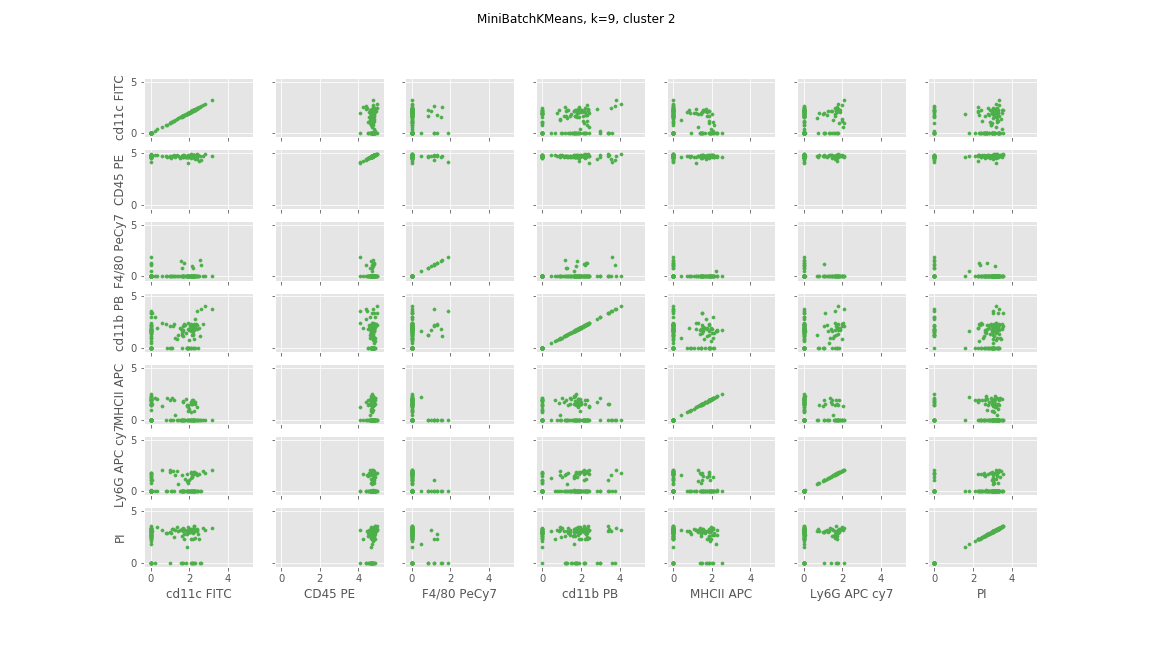 MiniBatchKMeans, k=9, cluster 2
cd11c FITC
5
0
CD45 PE
5
0
F4/80 PeCy7
5
0
cd11b PB
5
0
MHCII APC
5
0
Ly6G APC cy7
5
0
PI
5
0
0 2 4 0 2 4 0 2 4 0 2 4 0 2 4 0 2 4 0 2 4
cd11c FITC CD45 PE F4/80 PeCy7 cd11b PB MHCII APC Ly6G APC cy7 PI